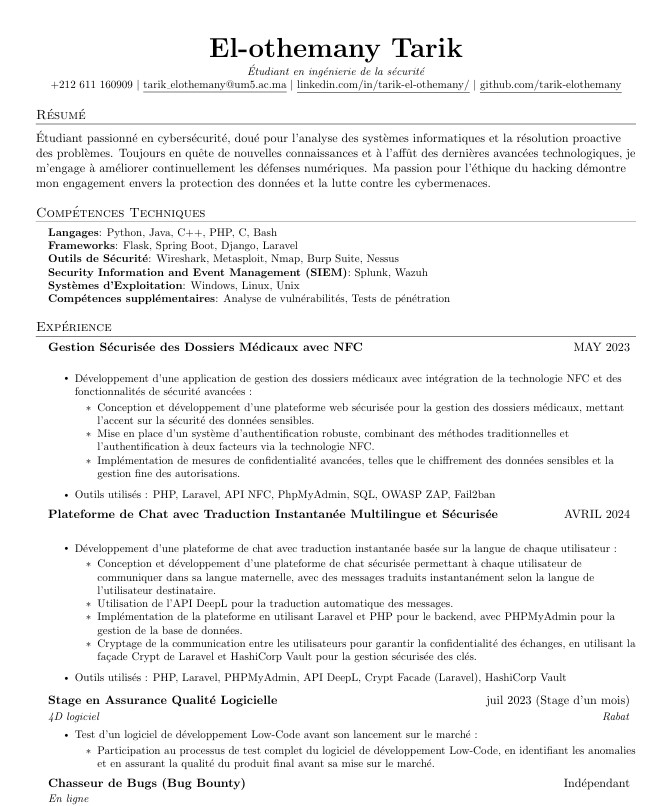 El-othemany Tarik
Étudiant en ingénierie de la sécurité
+212 611 160909 | tarik_elothemany@um5.ac.ma | linkedin.com/in/tarik-el-othemany/ | github.com/tarik-elothemany
Résumé
Étudiant passionné en cybersécurité, doué pour l'analyse des systèmes informatiques et la résolution proactive
des problèmes. Toujours en quête de nouvelles connaissances et à l'affût des dernières avancées technologiques, je
m'engage à améliorer continuellement les défenses numériques. Ma passion pour l'éthique du hacking démontre
mon engagement envers la protection des données et la lutte contre les cybermenaces.
Compétences Techniques
Langages: Python, Java, C++, PHP, C, Bash
Frameworks: Flask, Spring Boot, Django, Laravel
Outils de Sécurité: Wireshark, Metasploit, Nmap, Burp Suite, Nessus
Security Information and Event Management (SIEM): Splunk, Wazuh
Systèmes d'Exploitation: Windows, Linux, Unix
Compétences supplémentaires: Analyse de vulnérabilités, Tests de pénétration
Expérience
Gestion Sécurisée des Dossiers Médicaux avec NFC MAY 2023
• Développement d'une application de gestion des dossiers médicaux avec intégration de la technologie NFC et des
fonctionnalités de sécurité avancées :
∗ Conception et développement d'une plateforme web sécurisée pour la gestion des dossiers médicaux, mettant
l'accent sur la sécurité des données sensibles.
∗ Mise en place d'un système d'authentification robuste, combinant des méthodes traditionnelles et
l'authentification à deux facteurs via la technologie NFC.
∗ Implémentation de mesures de confidentialité avancées, telles que le chiffrement des données sensibles et la
gestion fine des autorisations.
• Outils utilisés : PHP, Laravel, API NFC, PhpMyAdmin, SQL, OWASP ZAP, Fail2ban
Plateforme de Chat avec Traduction Instantanée Multilingue et Sécurisée AVRIL 2024
• Développement d'une plateforme de chat avec traduction instantanée basée sur la langue de chaque utilisateur :
∗ Conception et développement d'une plateforme de chat sécurisée permettant à chaque utilisateur de
communiquer dans sa langue maternelle, avec des messages traduits instantanément selon la langue de
l'utilisateur destinataire.
∗ Utilisation de l'API DeepL pour la traduction automatique des messages.
∗ Implémentation de la plateforme en utilisant Laravel et PHP pour le backend, avec PHPMyAdmin pour la
gestion de la base de données.
∗ Cryptage de la communication entre les utilisateurs pour garantir la confidentialité des échanges, en utilisant la
façade Crypt de Laravel et HashiCorp Vault pour la gestion sécurisée des clés.
• Outils utilisés : PHP, Laravel, PHPMyAdmin, API DeepL, Crypt Facade (Laravel), HashiCorp Vault
Stage en Assurance Qualité Logicielle juil 2023 (Stage d'un mois)
4D logiciel Rabat
• Test d'un logiciel de développement Low-Code avant son lancement sur le marché :
∗ Participation au processus de test complet du logiciel de développement Low-Code, en identifiant les anomalies
et en assurant la qualité du produit final avant sa mise sur le marché.
Chasseur de Bugs (Bug Bounty) Indépendant
En ligne